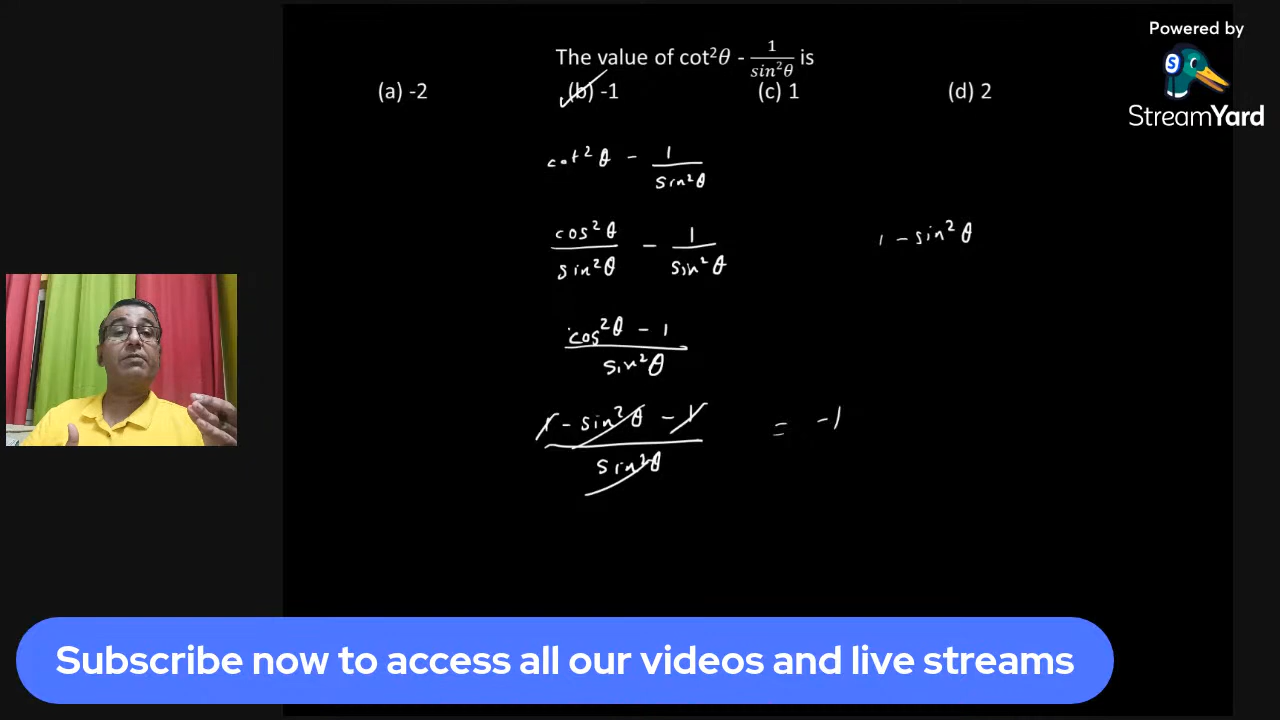 Powered by
StreamYard
The value of cot²θ - 1/sin²θ is
(a) -2 (b) -1 (c) 1 (d) 2
cot²θ - 1/sin²θ
cos²θ/sin²θ - 1/sin²θ
1 - sin²θ
cos²θ - 1
sin²θ
1 - sin²θ - 1 = -1
sin²θ
Subscribe now to access all our videos and live streams